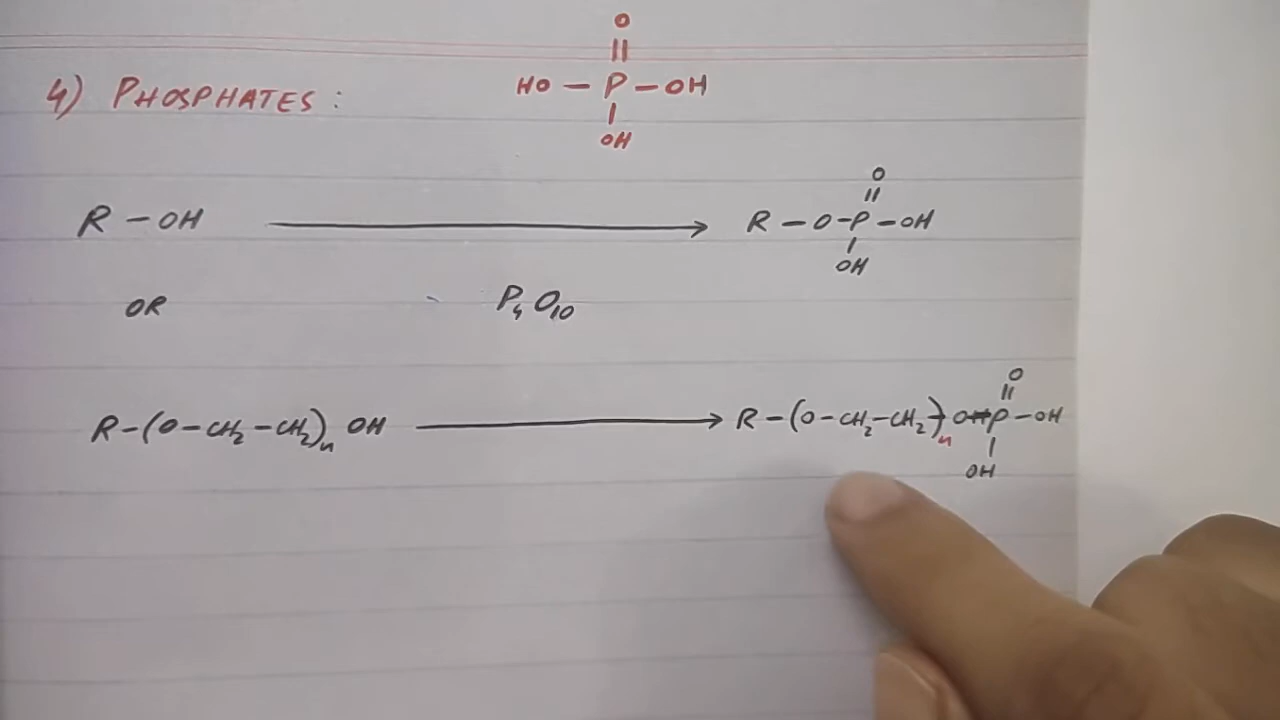 O
||
4) PHOSPHATES : HO – P – OH
|
OH
O
||
R – OH ⟶ R – O – P – OH
|
OH
OR P₄O₁₀
O
||
R–(O–CH₂–CH₂)ₙ OH ⟶ R–(O–CH₂–CH₂)ₙ O–P–OH
|
OH